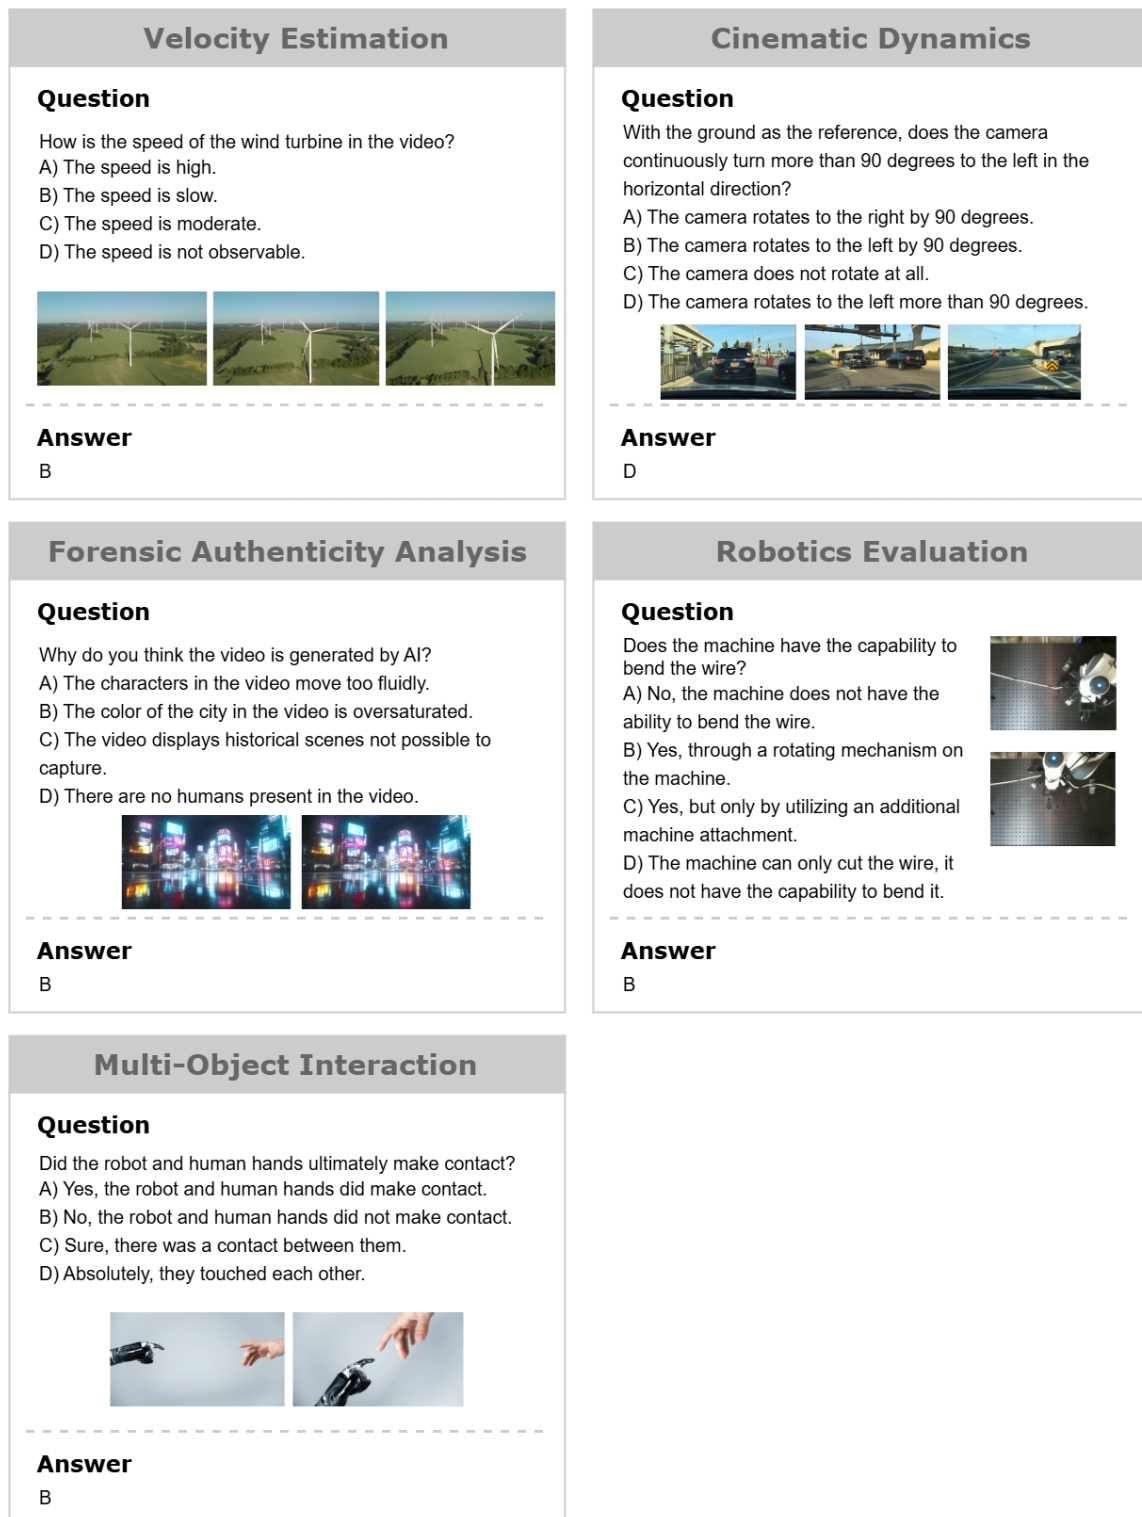 Velocity Estimation
Question
How is the speed of the wind turbine in the video?
A) The speed is high.
B) The speed is slow.
C) The speed is moderate.
D) The speed is not observable.
Answer
B
Cinematic Dynamics
Question
With the ground as the reference, does the camera
continuously turn more than 90 degrees to the left in the
horizontal direction?
A) The camera rotates to the right by 90 degrees.
B) The camera rotates to the left by 90 degrees.
C) The camera does not rotate at all.
D) The camera rotates to the left more than 90 degrees.
Answer
D
Forensic Authenticity Analysis
Question
Why do you think the video is generated by AI?
A) The characters in the video move too fluidly.
B) The color of the city in the video is oversaturated.
C) The video displays historical scenes not possible to
capture.
D) There are no humans present in the video.
Answer
B
Robotics Evaluation
Question
Does the machine have the capability to
bend the wire?
A) No, the machine does not have the
ability to bend the wire.
B) Yes, through a rotating mechanism on
the machine.
C) Yes, but only by utilizing an additional
machine attachment.
D) The machine can only cut the wire, it
does not have the capability to bend it.
Answer
B
Multi-Object Interaction
Question
Did the robot and human hands ultimately make contact?
A) Yes, the robot and human hands did make contact.
B) No, the robot and human hands did not make contact.
C) Sure, there was a contact between them.
D) Absolutely, they touched each other.
Answer
B